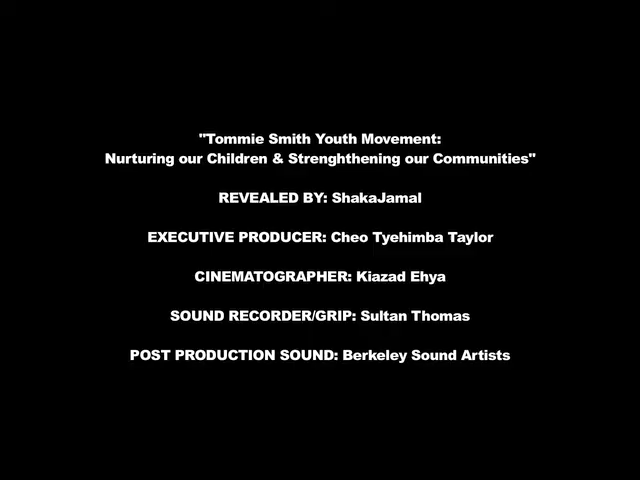 "Tommie Smith Youth Movement:
Nurturing our Children & Strenghthening our Communities"
REVEALED BY: ShakaJamal
EXECUTIVE PRODUCER: Cheo Tyehimba Taylor
CINEMATOGRAPHER: Kiazad Ehya
SOUND RECORDER/GRIP: Sultan Thomas
POST PRODUCTION SOUND: Berkeley Sound Artists